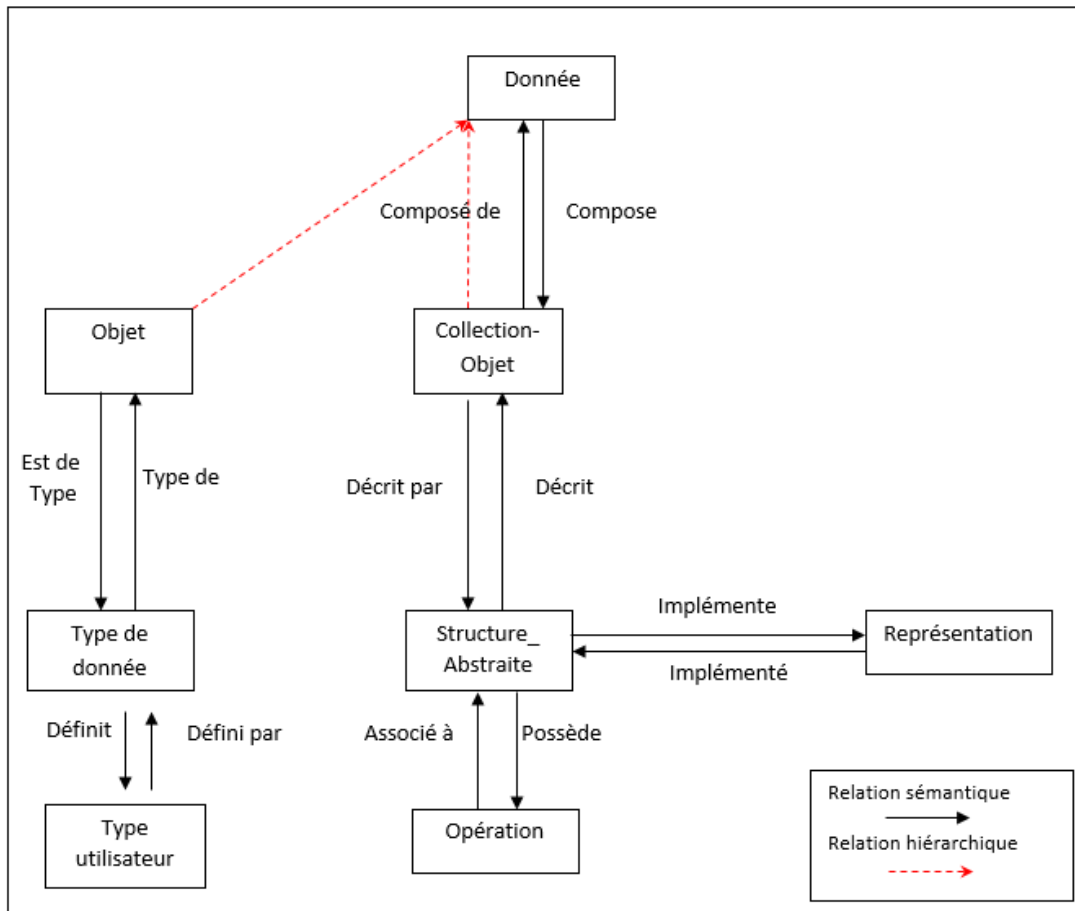 Donnée
Composé de
Compose
Objet
Collection-
Objet
Est de
Type
Type de
Décrit par
Décrit
Type de
donnée
Structure_
Abstraite
Implémente
Représentation
Implémenté
Définit
Défini par
Associé à
Possède
Type
utilisateur
Opération
Relation sémantique
Relation hiérarchique